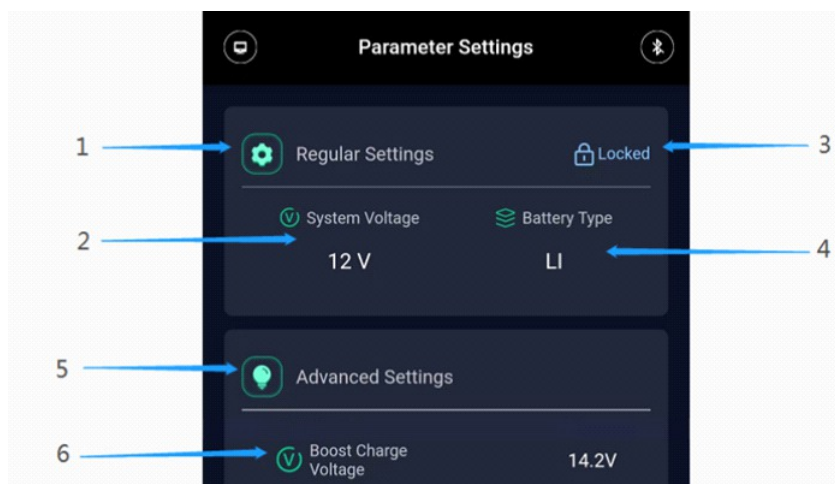 Parameter Settings
1
Regular Settings
Locked
3
2
System Voltage
Battery Type
12 V
LI
4
5
Advanced Settings
6
Boost Charge
Voltage
14.2V